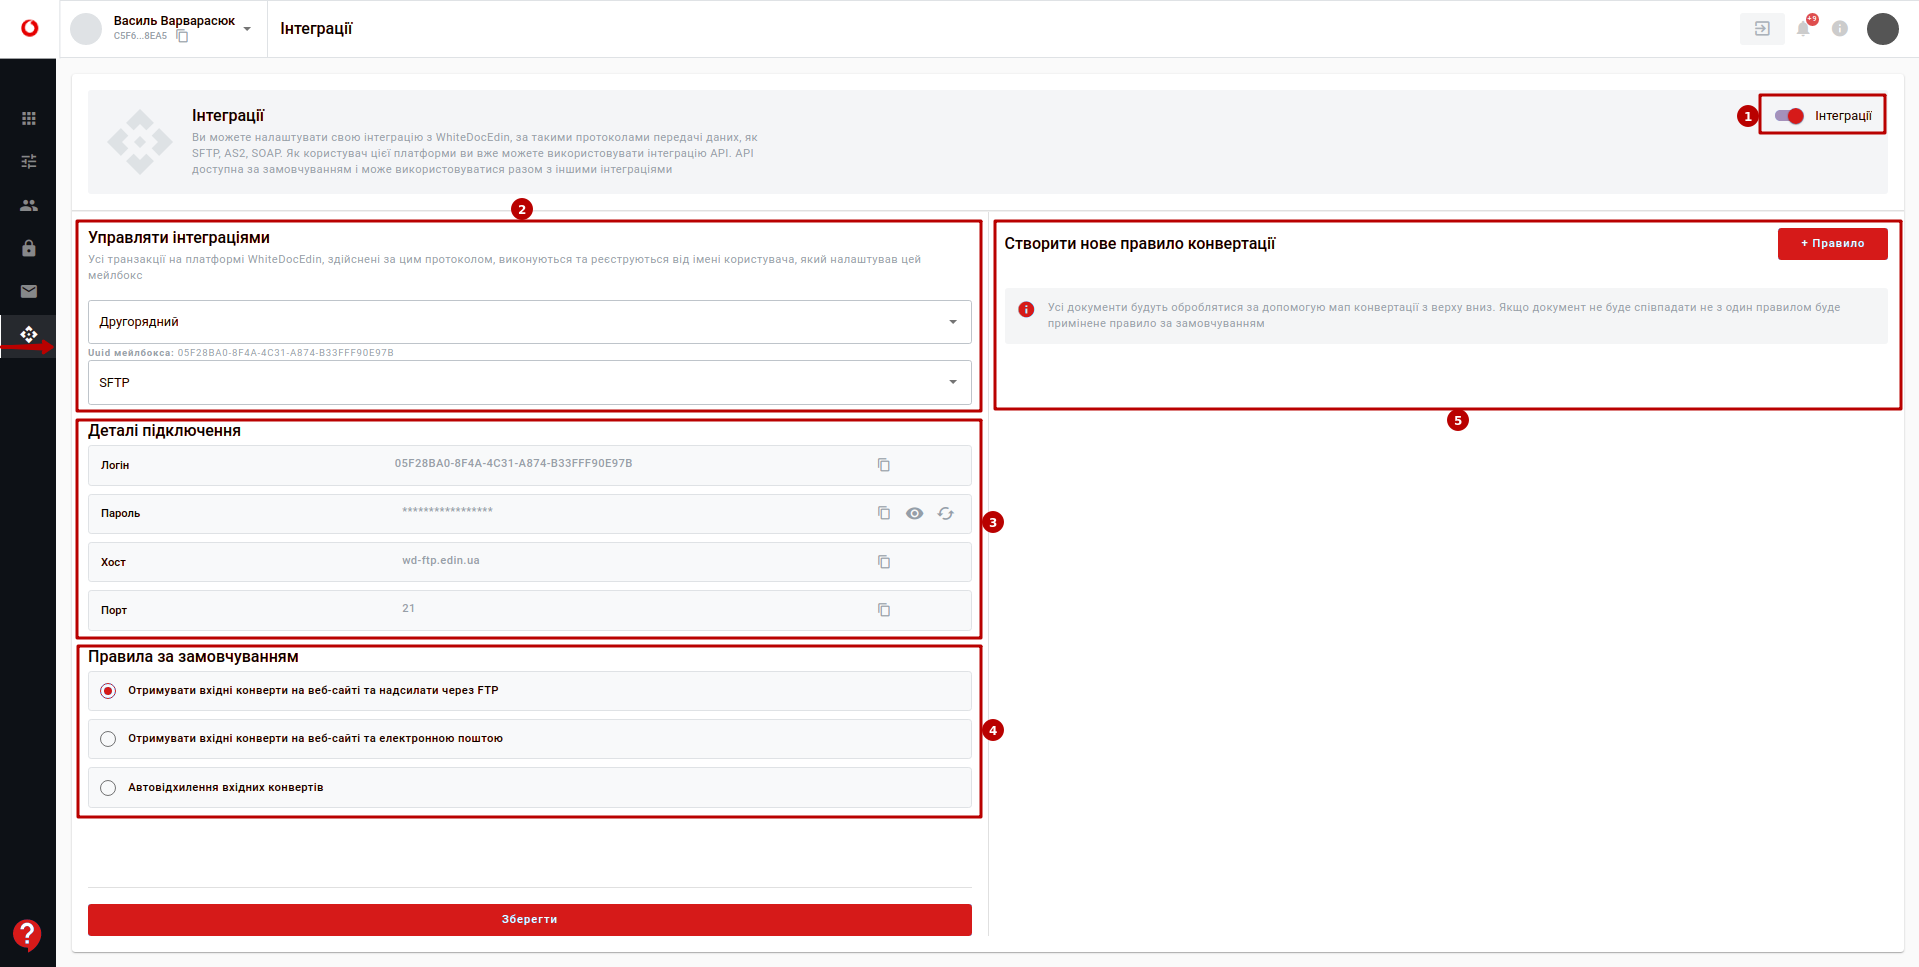 Василь Варварасюк
C5F6...8EA5
Інтеграції
+9
Інтеграції
Ви можете налаштувати свою інтеграцію з WhiteDocEdin, за такими протоколами передачі даних, як
SFTP, AS2, SOAP. Як користувач цієї платформи ви вже можете використовувати інтеграцію API. API
доступна за замовчуванням і може використовуватися разом з іншими інтеграціями
1
Інтеграції
2
Управляти інтеграціями
Усі транзакції на платформі WhiteDocEdin, здійснені за цим протоколом, виконуються та реєструються від імені користувача, який налаштував цей
мейлбокс
Другорядний
Uuid мейлбокса: 05F28BA0-8F4A-4C31-A874-B33FFF90E97B
SFTP
Створити нове правило конвертації
+ Правило
Усі документи будуть оброблятися за допомогою мап конвертації з верху вниз. Якщо документ не буде співпадати не з один правилом буде
примінене правило за замовчуванням
5
Деталі підключення
Логін
05F28BA0-8F4A-4C31-A874-B33FFF90E97B
Пароль
*****************
3
Хост
wd-ftp.edin.ua
Порт
21
Правила за замовчуванням
Отримувати вхідні конверти на веб-сайті та надсилати через FTP
Отримувати вхідні конверти на веб-сайті та електронною поштою
4
Автовідхилення вхідних конвертів
Зберегти
?